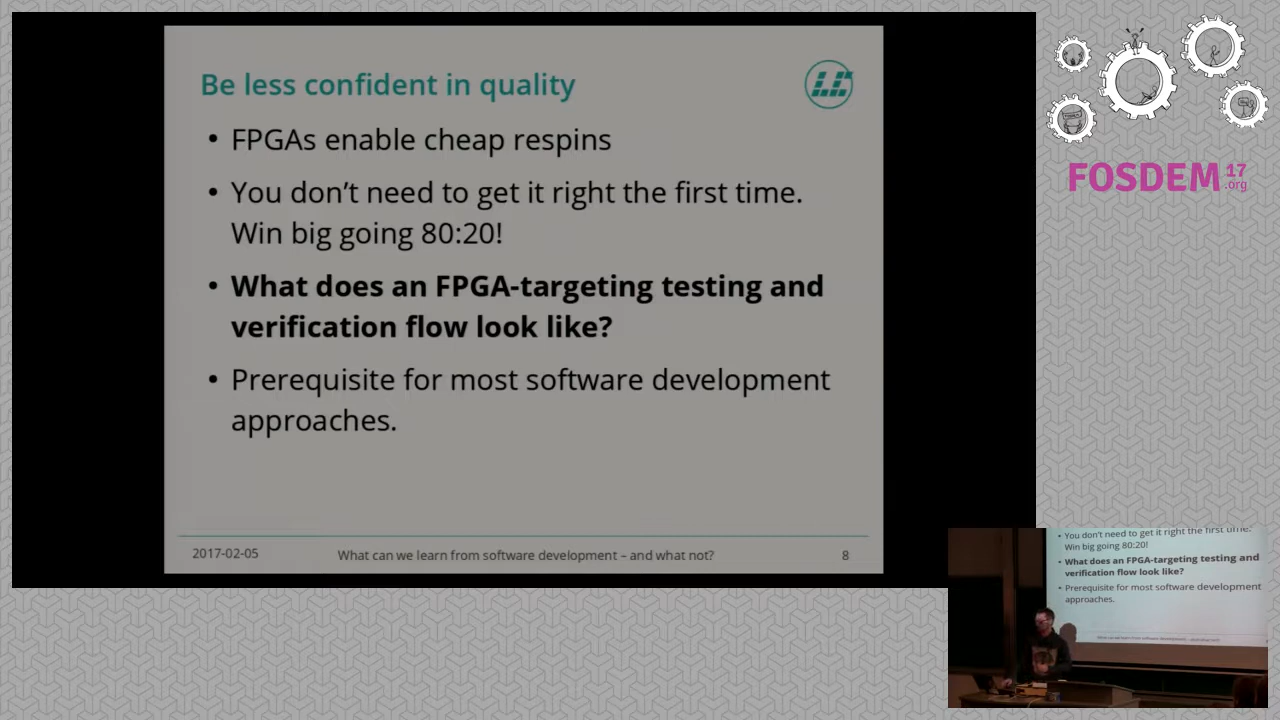 Be less confident in quality
• FPGAs enable cheap respins
• You don’t need to get it right the first time.
Win big going 80:20!
• What does an FPGA-targeting testing and
verification flow look like?
• Prerequisite for most software development
approaches.
2017-02-05
What can we learn from software development – and what not?
8
FOSDEM 17
.org
• You don’t need to get it right the first time.
Win big going 80:20!
• What does an FPGA-targeting testing and
verification flow look like?
• Prerequisite for most software development
approaches.